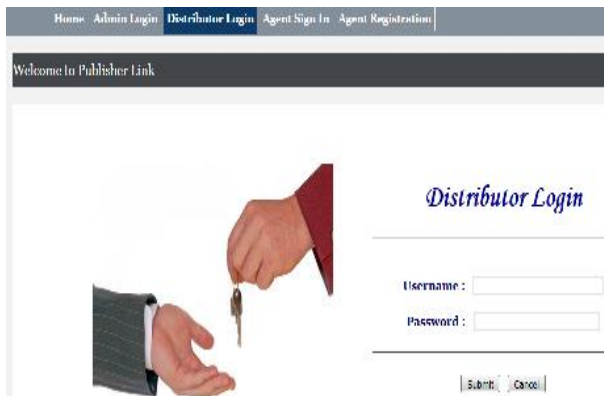 Home Admin Login Distributor Login Agent Sign In Agent Registration
Welcome to Publisher Link
Distributor Login
Username :
Password :
Submit Cancel